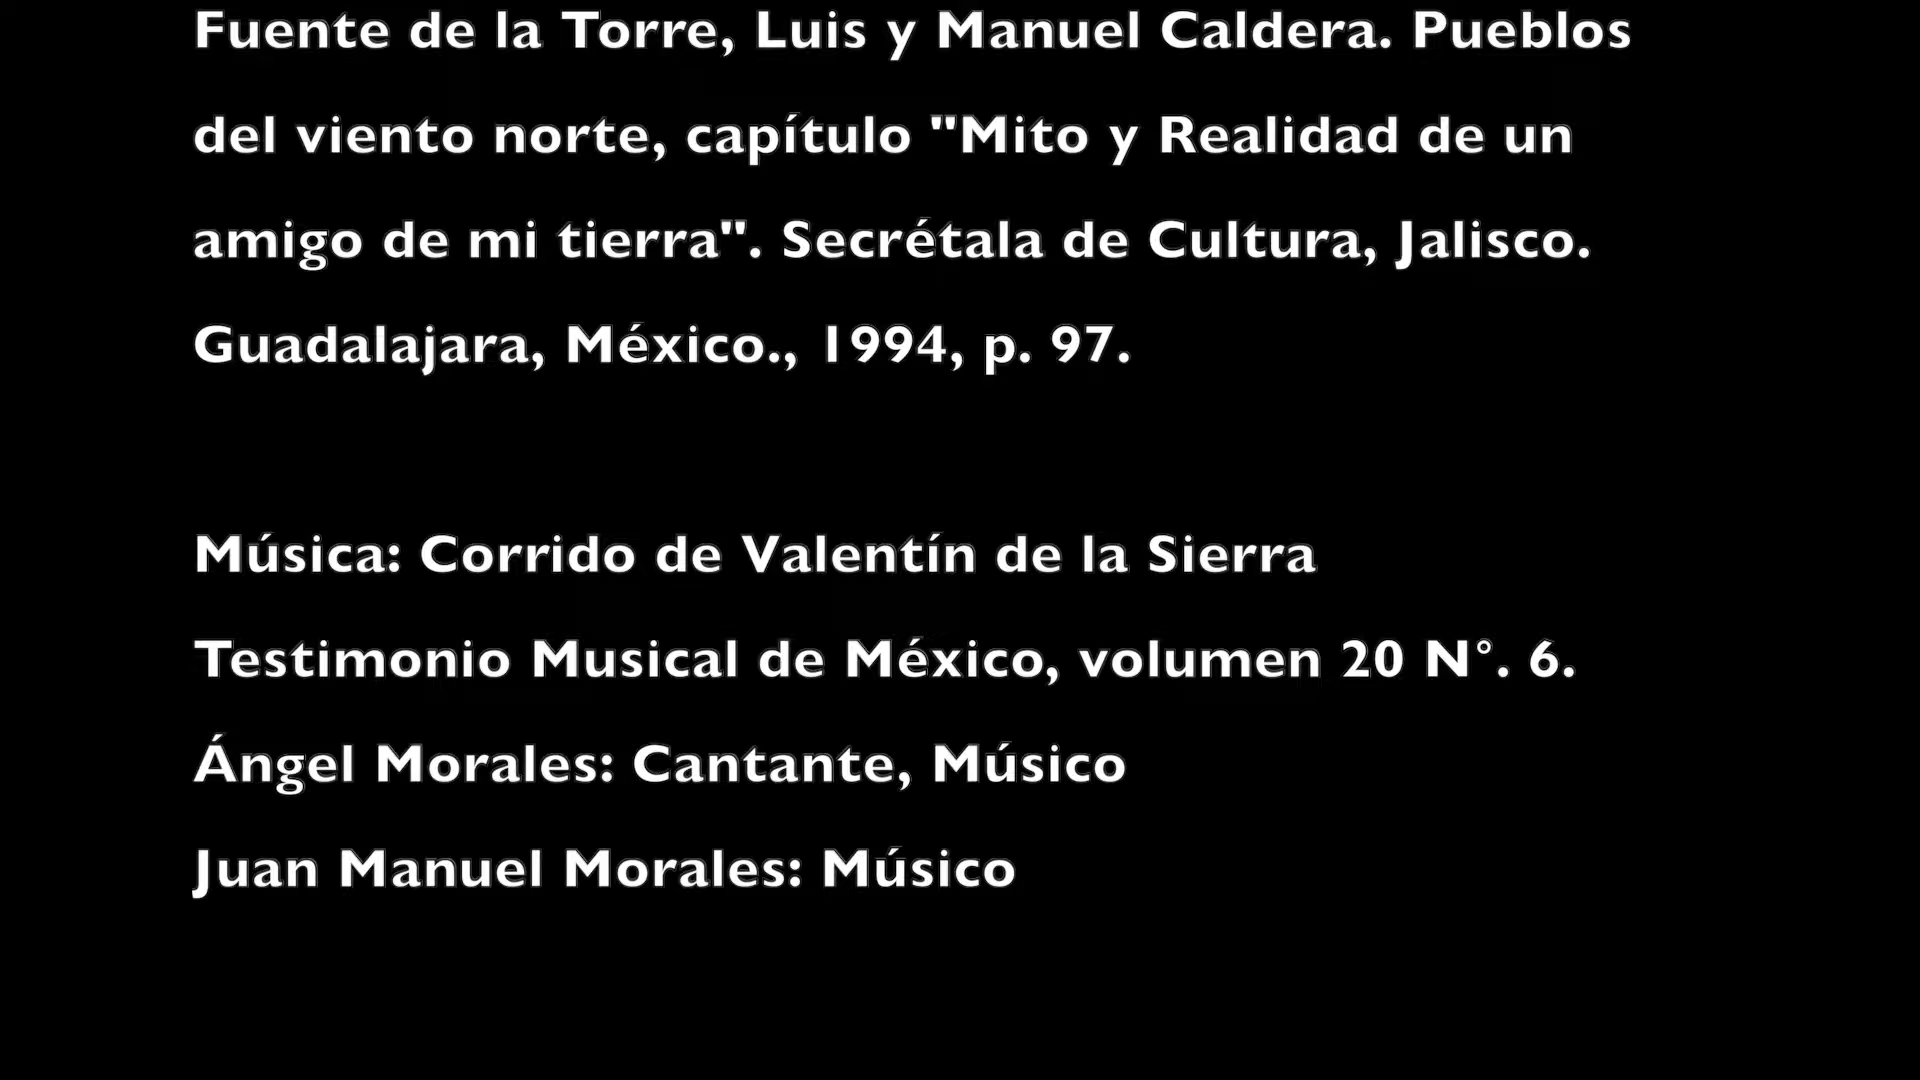 Fuente de la Torre, Luis y Manuel Caldera. Pueblos
del viento norte, capítulo "Mito y Realidad de un
amigo de mi tierra". Secrétala de Cultura, Jalisco.
Guadalajara, México., 1994, p. 97.
Música: Corrido de Valentín de la Sierra
Testimonio Musical de México, volumen 20 N°. 6.
Ángel Morales: Cantante, Músico
Juan Manuel Morales: Músico